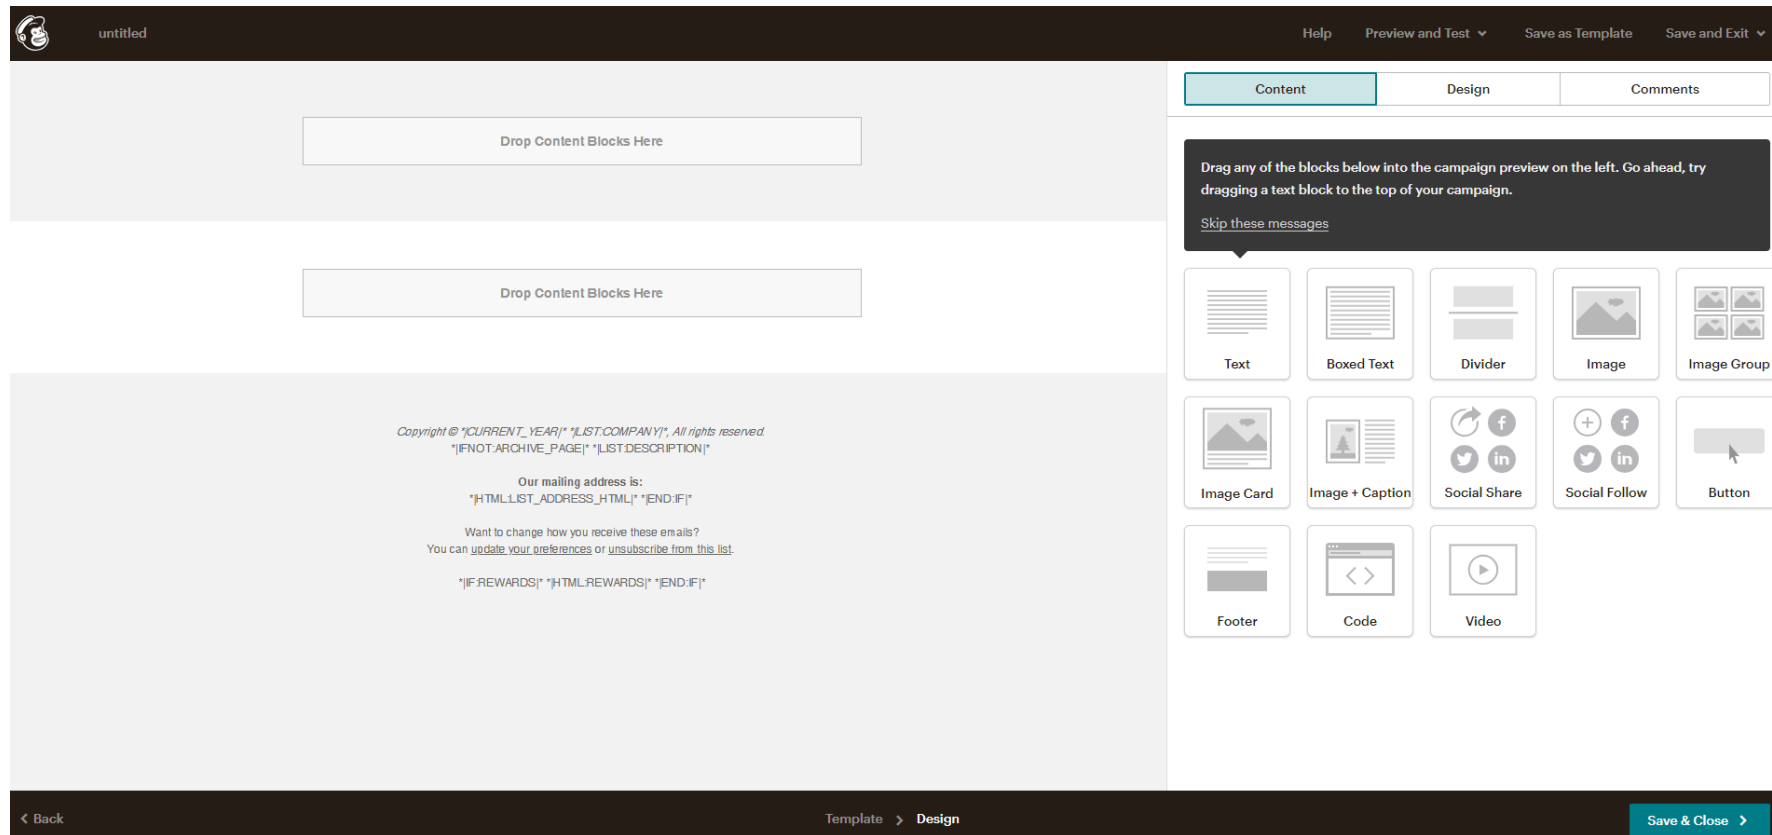 untitled
Help
Preview and Test
Save as Template
Save and Exit
Content
Design
Comments
Drop Content Blocks Here
Drag any of the blocks below into the campaign preview on the left. Go ahead, try
dragging a text block to the top of your campaign.
Skip these messages
Drop Content Blocks Here
Text
Boxed Text
Divider
Image
Image Group
Image Card
Image + Caption
Social Share
Social Follow
Button
Footer
Code
Video
Copyright © *|CURRENT_YEAR|* *|LIST:COMPANY|*, All rights reserved.
*|IFNOT:ARCHIVE_PAGE|* *|LIST:DESCRIPTION|*
Our mailing address is:
*|HTML:LIST_ADDRESS_HTML|* *|END:IF|*
Want to change how you receive these emails?
You can update your preferences or unsubscribe from this list.
*|IF:REWARDS|* *|HTML:REWARDS|* *|END:IF|*
Back
Template > Design
Save & Close